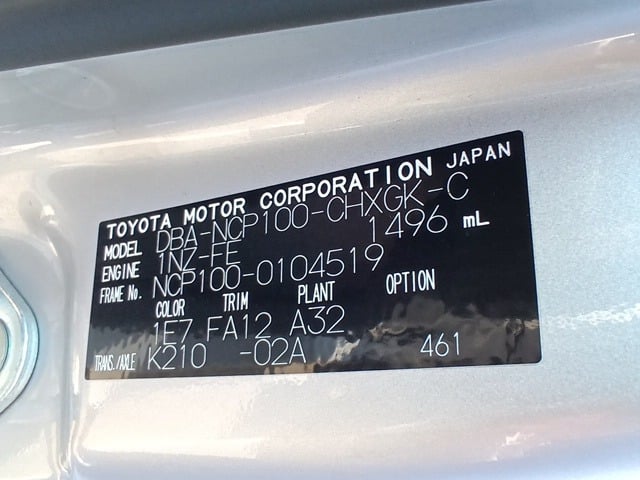 TOYOTA MOTOR CORPORATION JAPAN
MODEL DBA-NCP100-CHXGK-C
ENGINE 1NZ-FE 1496 mL
FRAME No. NCP100-0104519
COLOR TRIM PLANT OPTION
1E7 FA12 A32
TRANS./AXLE K210 -02A 461